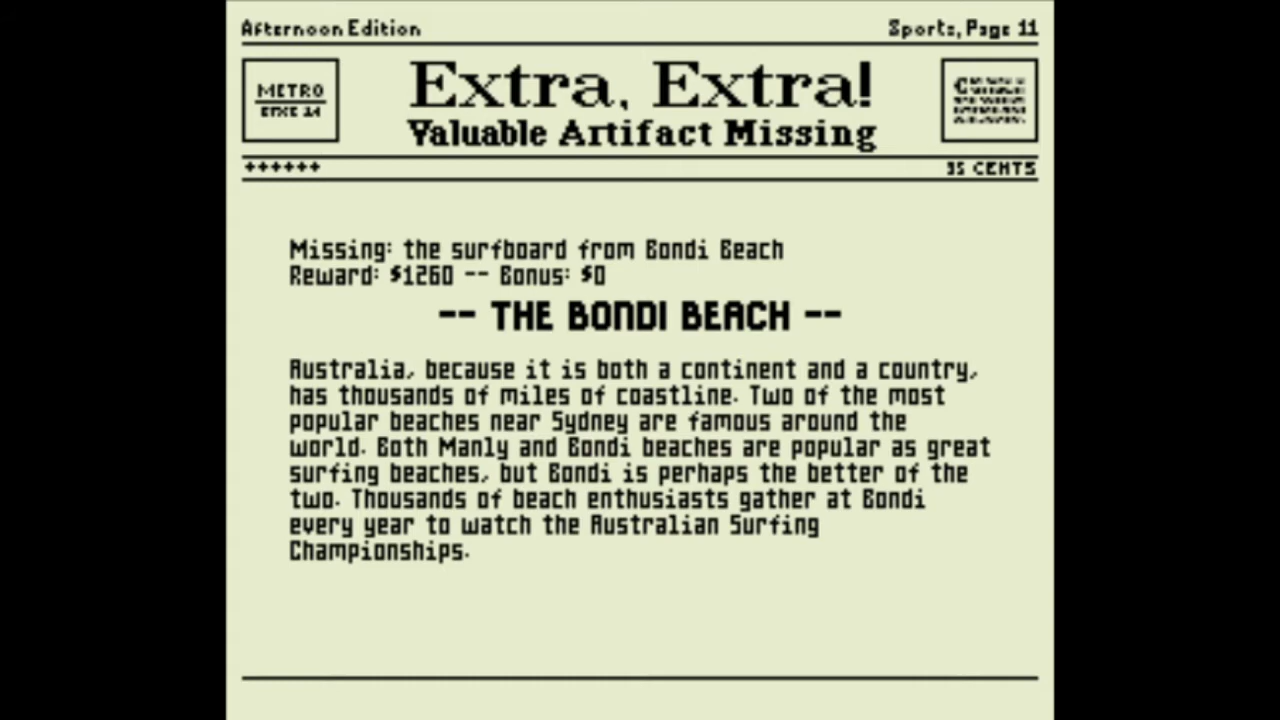 Afternoon Edition
Sports, Page 11
METRO
Extra, Extra!
Valuable Artifact Missing
++++++
35 CENTS
Missing: the surfboard from Bondi Beach
Reward: $1260 -- Bonus: $0
-- THE BONDI BEACH --
Australia, because it is both a continent and a country,
has thousands of miles of coastline. Two of the most
popular beaches near Sydney are famous around the
world. Both Manly and Bondi beaches are popular as great
surfing beaches, but Bondi is perhaps the better of the
two. Thousands of beach enthusiasts gather at Bondi
every year to watch the Australian Surfing
Championships.